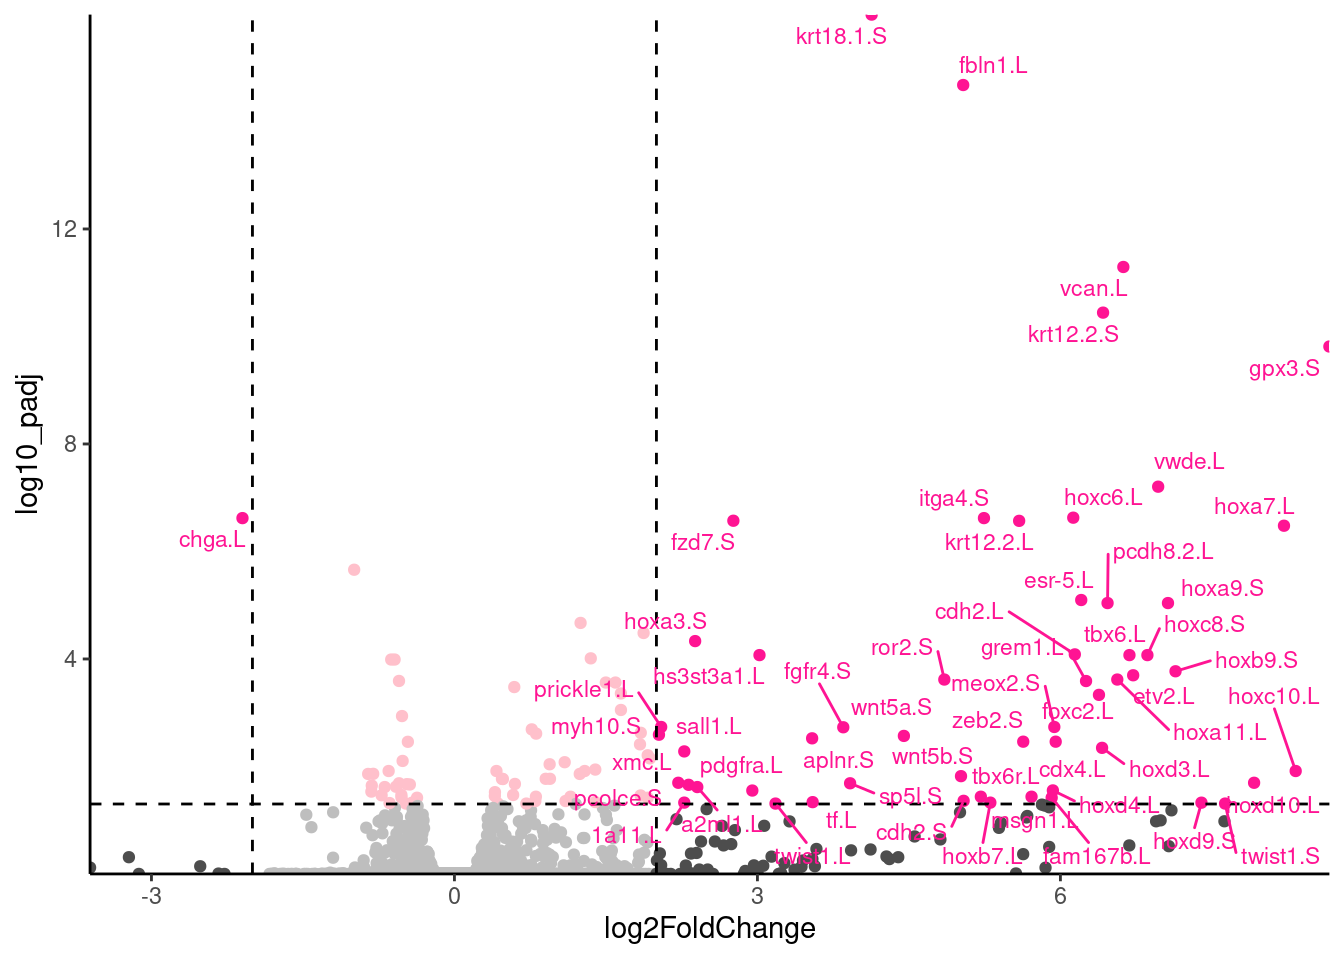 krt18.1.S
fbln1.L
12
vcan.L
krt12.2.S
gpx3.S
log10_padj
8
vwde.L
itga4.S
hoxc6.L
hoxa7.L
chga.L
fzd7.S
krt12.2.L
pcdh8.2.L
esr-5.L
hoxa9.S
cdh2.L
hoxa3.S
hoxc8.S
tbx6.L
4
ror2.S
grem1.L
hoxb9.S
hs3st3a1.L
fgfr4.S
meox2.S
prickle1.L
etv2.L
hoxc10.L
wnt5a.S
foxc2.L
myh10.S
sall1.L
zeb2.S
hoxa11.L
wnt5b.S
xmc.L
pdgfra.L
aplnr.S
tbx6r.L
cdx4.L
hoxd3.L
pcolce.S
sp5l.S
hoxd4.L
hoxd10.L
a2ml1.L
tf.L
msgn1.L
1a11.L
cdh2.S
hoxd9.S
twist1.L
hoxb7.L
fam167b.L
twist1.S
-3
0
3
6
log2FoldChange